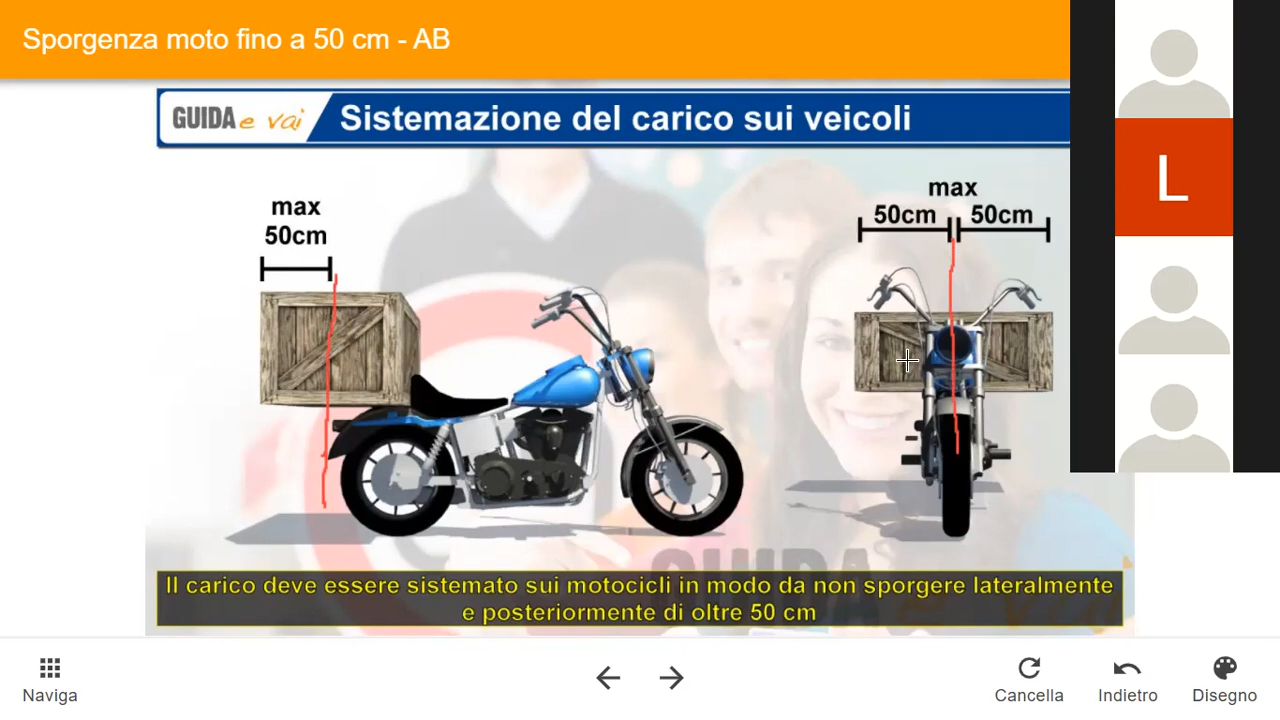 Sporgenza moto fino a 50 cm - AB
GUIDA e vai
Sistemazione del carico sui veicoli
max
50cm
max
50cm 50cm
L
GUIDA
Il carico deve essere sistemato sui motocicli in modo da non sporgere lateralmente
e posteriormente di oltre 50 cm
Naviga
Cancella
Indietro
Disegno